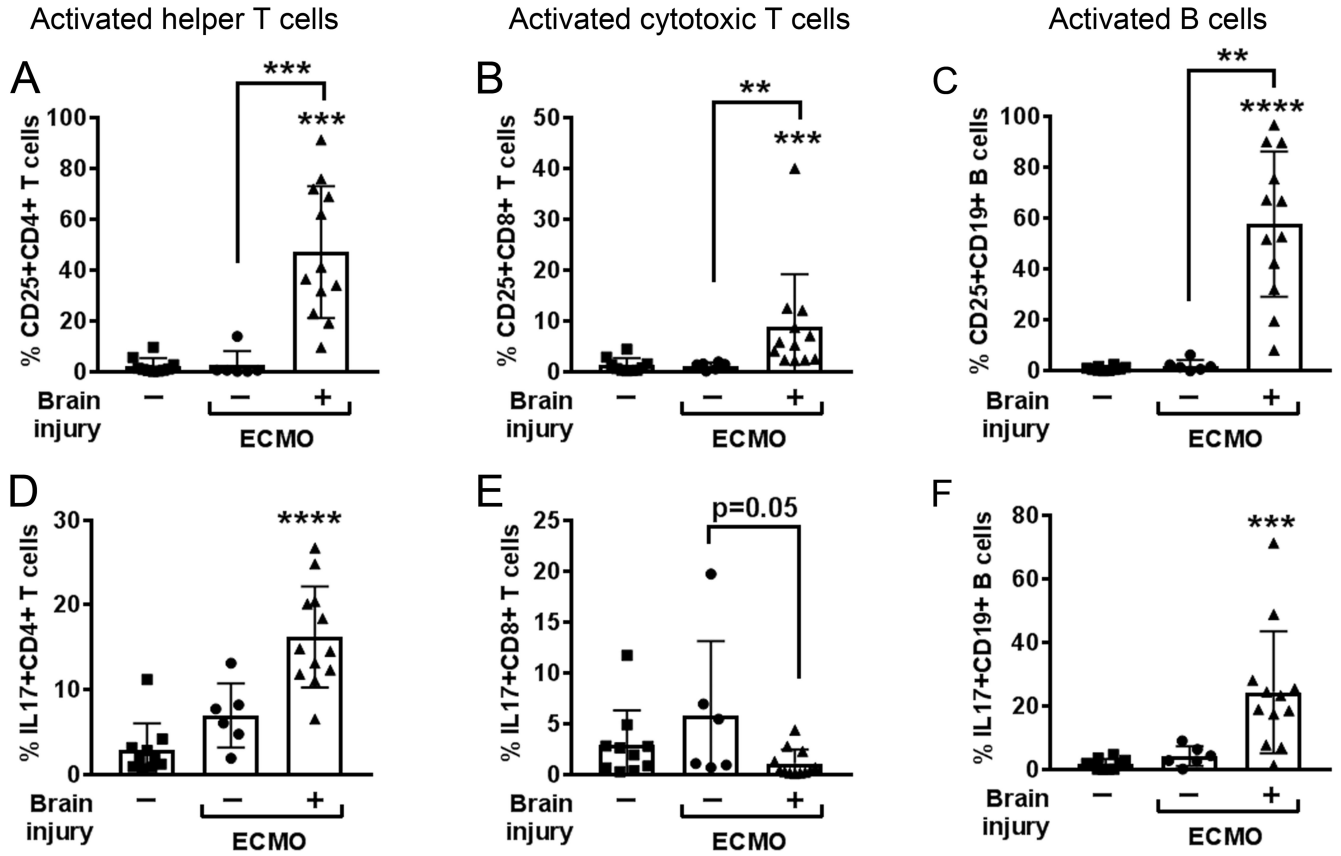 Activated helper T cells
Activated cytotoxic T cells
Activated B cells
A
% CD25+CD4+ T cells
100
80
60
40
20
0
***
***
Brain
injury
− − +
ECMO
B
% CD25+CD8+ T cells
50
40
30
20
10
0
**
***
Brain
injury
− − +
ECMO
C
% CD25+CD19+ B cells
100
80
60
40
20
0
**
****
Brain
injury
− − +
ECMO
D
% IL17+CD4+ T cells
30
20
10
0
****
Brain
injury
− − +
ECMO
E
% IL17+CD8+ T cells
25
20
15
10
5
0
p=0.05
Brain
injury
− − +
ECMO
F
% IL17+CD19+ B cells
80
60
40
20
0
***
Brain
injury
− − +
ECMO